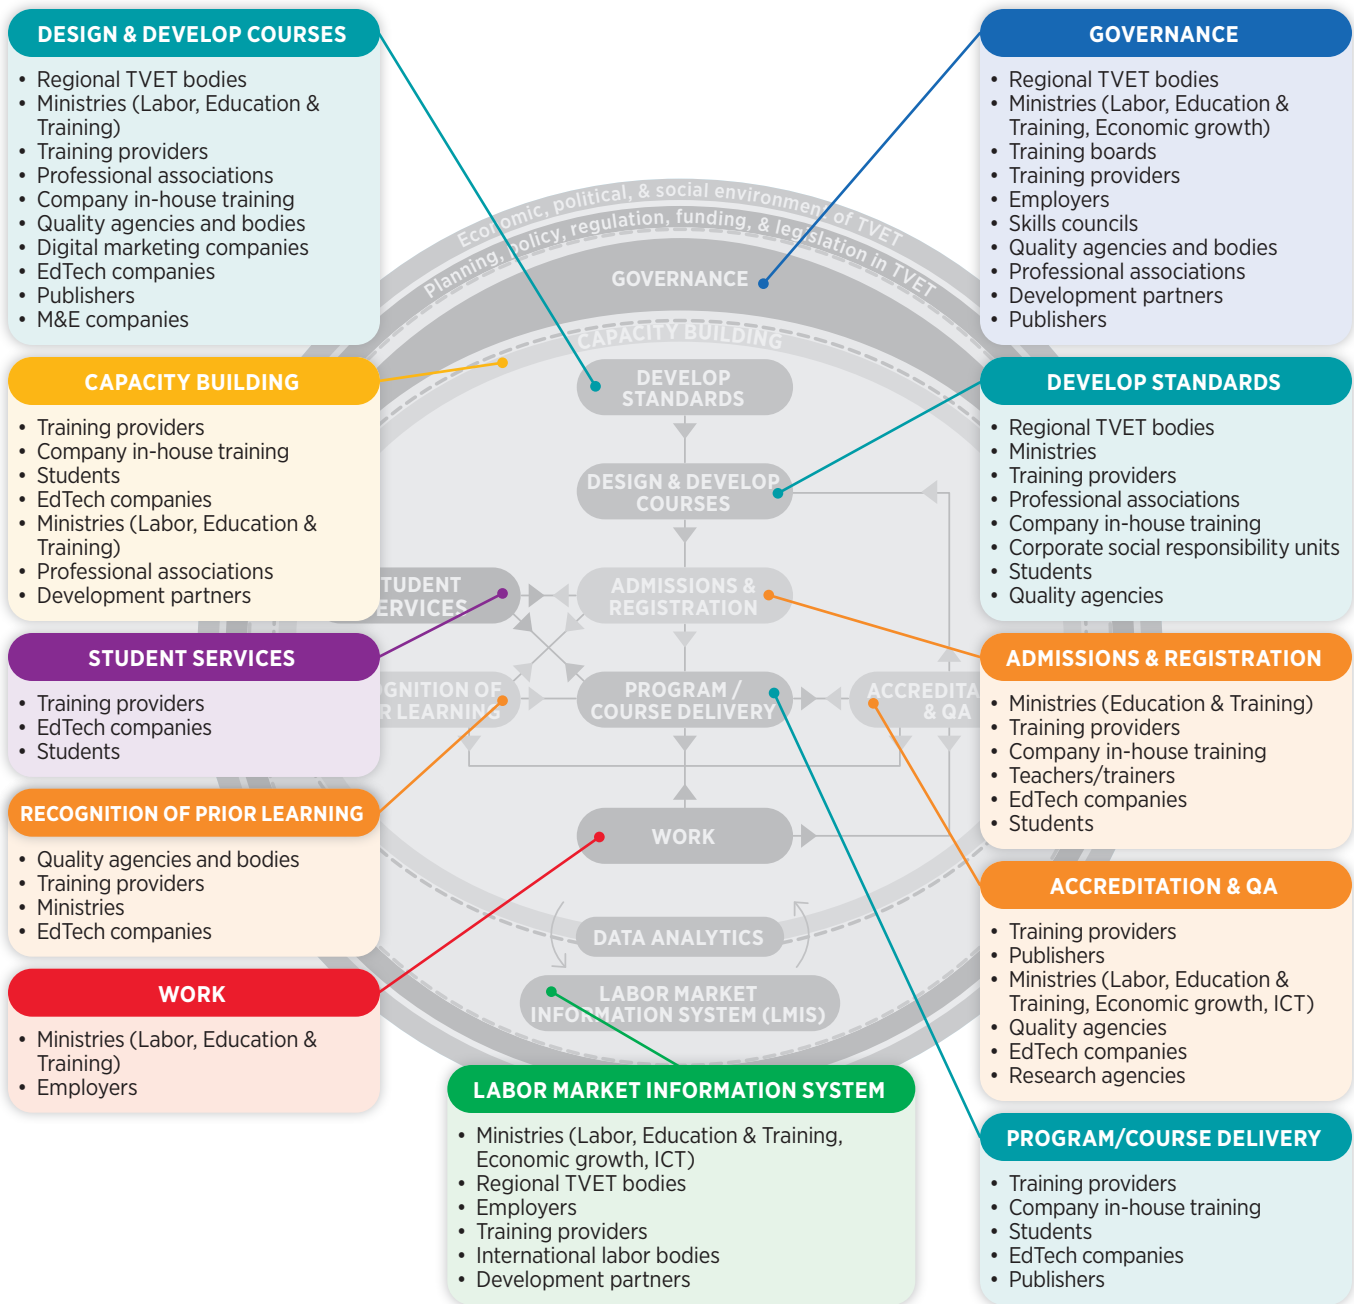 DESIGN & DEVELOP COURSES
• Regional TVET bodies
• Ministries (Labor, Education &
Training)
• Training providers
• Professional associations
• Company in-house training
• Quality agencies and bodies
• Digital marketing companies
• EdTech companies
• Publishers
• M&E companies
CAPACITY BUILDING
• Training providers
• Company in-house training
• Students
• EdTech companies
• Ministries (Labor, Education &
Training)
• Professional associations
• Development partners
STUDENT SERVICES
• Training providers
• EdTech companies
• Students
RECOGNITION OF PRIOR LEARNING
• Quality agencies and bodies
• Training providers
• Ministries
• EdTech companies
WORK
• Ministries (Labor, Education &
Training)
• Employers
Economic, political, & social environment of TVET
Planning, policy, regulation, funding, & legislation in TVET
GOVERNANCE
CAPACITY BUILDING
DEVELOP
STANDARDS
DESIGN & DEVELOP
COURSES
TUDENT
ERVICES
ADMISSIONS &
REGISTRATION
GNITION OF
R LEARNING
PROGRAM /
COURSE DELIVERY
ACCREDITA
& QA
WORK
DATA ANALYTICS
LABOR MARKET
INFORMATION SYSTEM (LMIS)
LABOR MARKET INFORMATION SYSTEM
• Ministries (Labor, Education & Training,
Economic growth, ICT)
• Regional TVET bodies
• Employers
• Training providers
• International labor bodies
• Development partners
GOVERNANCE
• Regional TVET bodies
• Ministries (Labor, Education &
Training, Economic growth)
• Training boards
• Training providers
• Employers
• Skills councils
• Quality agencies and bodies
• Professional associations
• Development partners
• Publishers
DEVELOP STANDARDS
• Regional TVET bodies
• Ministries
• Training providers
• Professional associations
• Company in-house training
• Corporate social responsibility units
• Students
• Quality agencies
ADMISSIONS & REGISTRATION
• Ministries (Education & Training)
• Training providers
• Company in-house training
• Teachers/trainers
• EdTech companies
• Students
ACCREDITATION & QA
• Training providers
• Publishers
• Ministries (Labor, Education &
Training, Economic growth, ICT)
• Quality agencies
• EdTech companies
• Research agencies
PROGRAM/COURSE DELIVERY
• Training providers
• Company in-house training
• Students
• EdTech companies
• Publishers